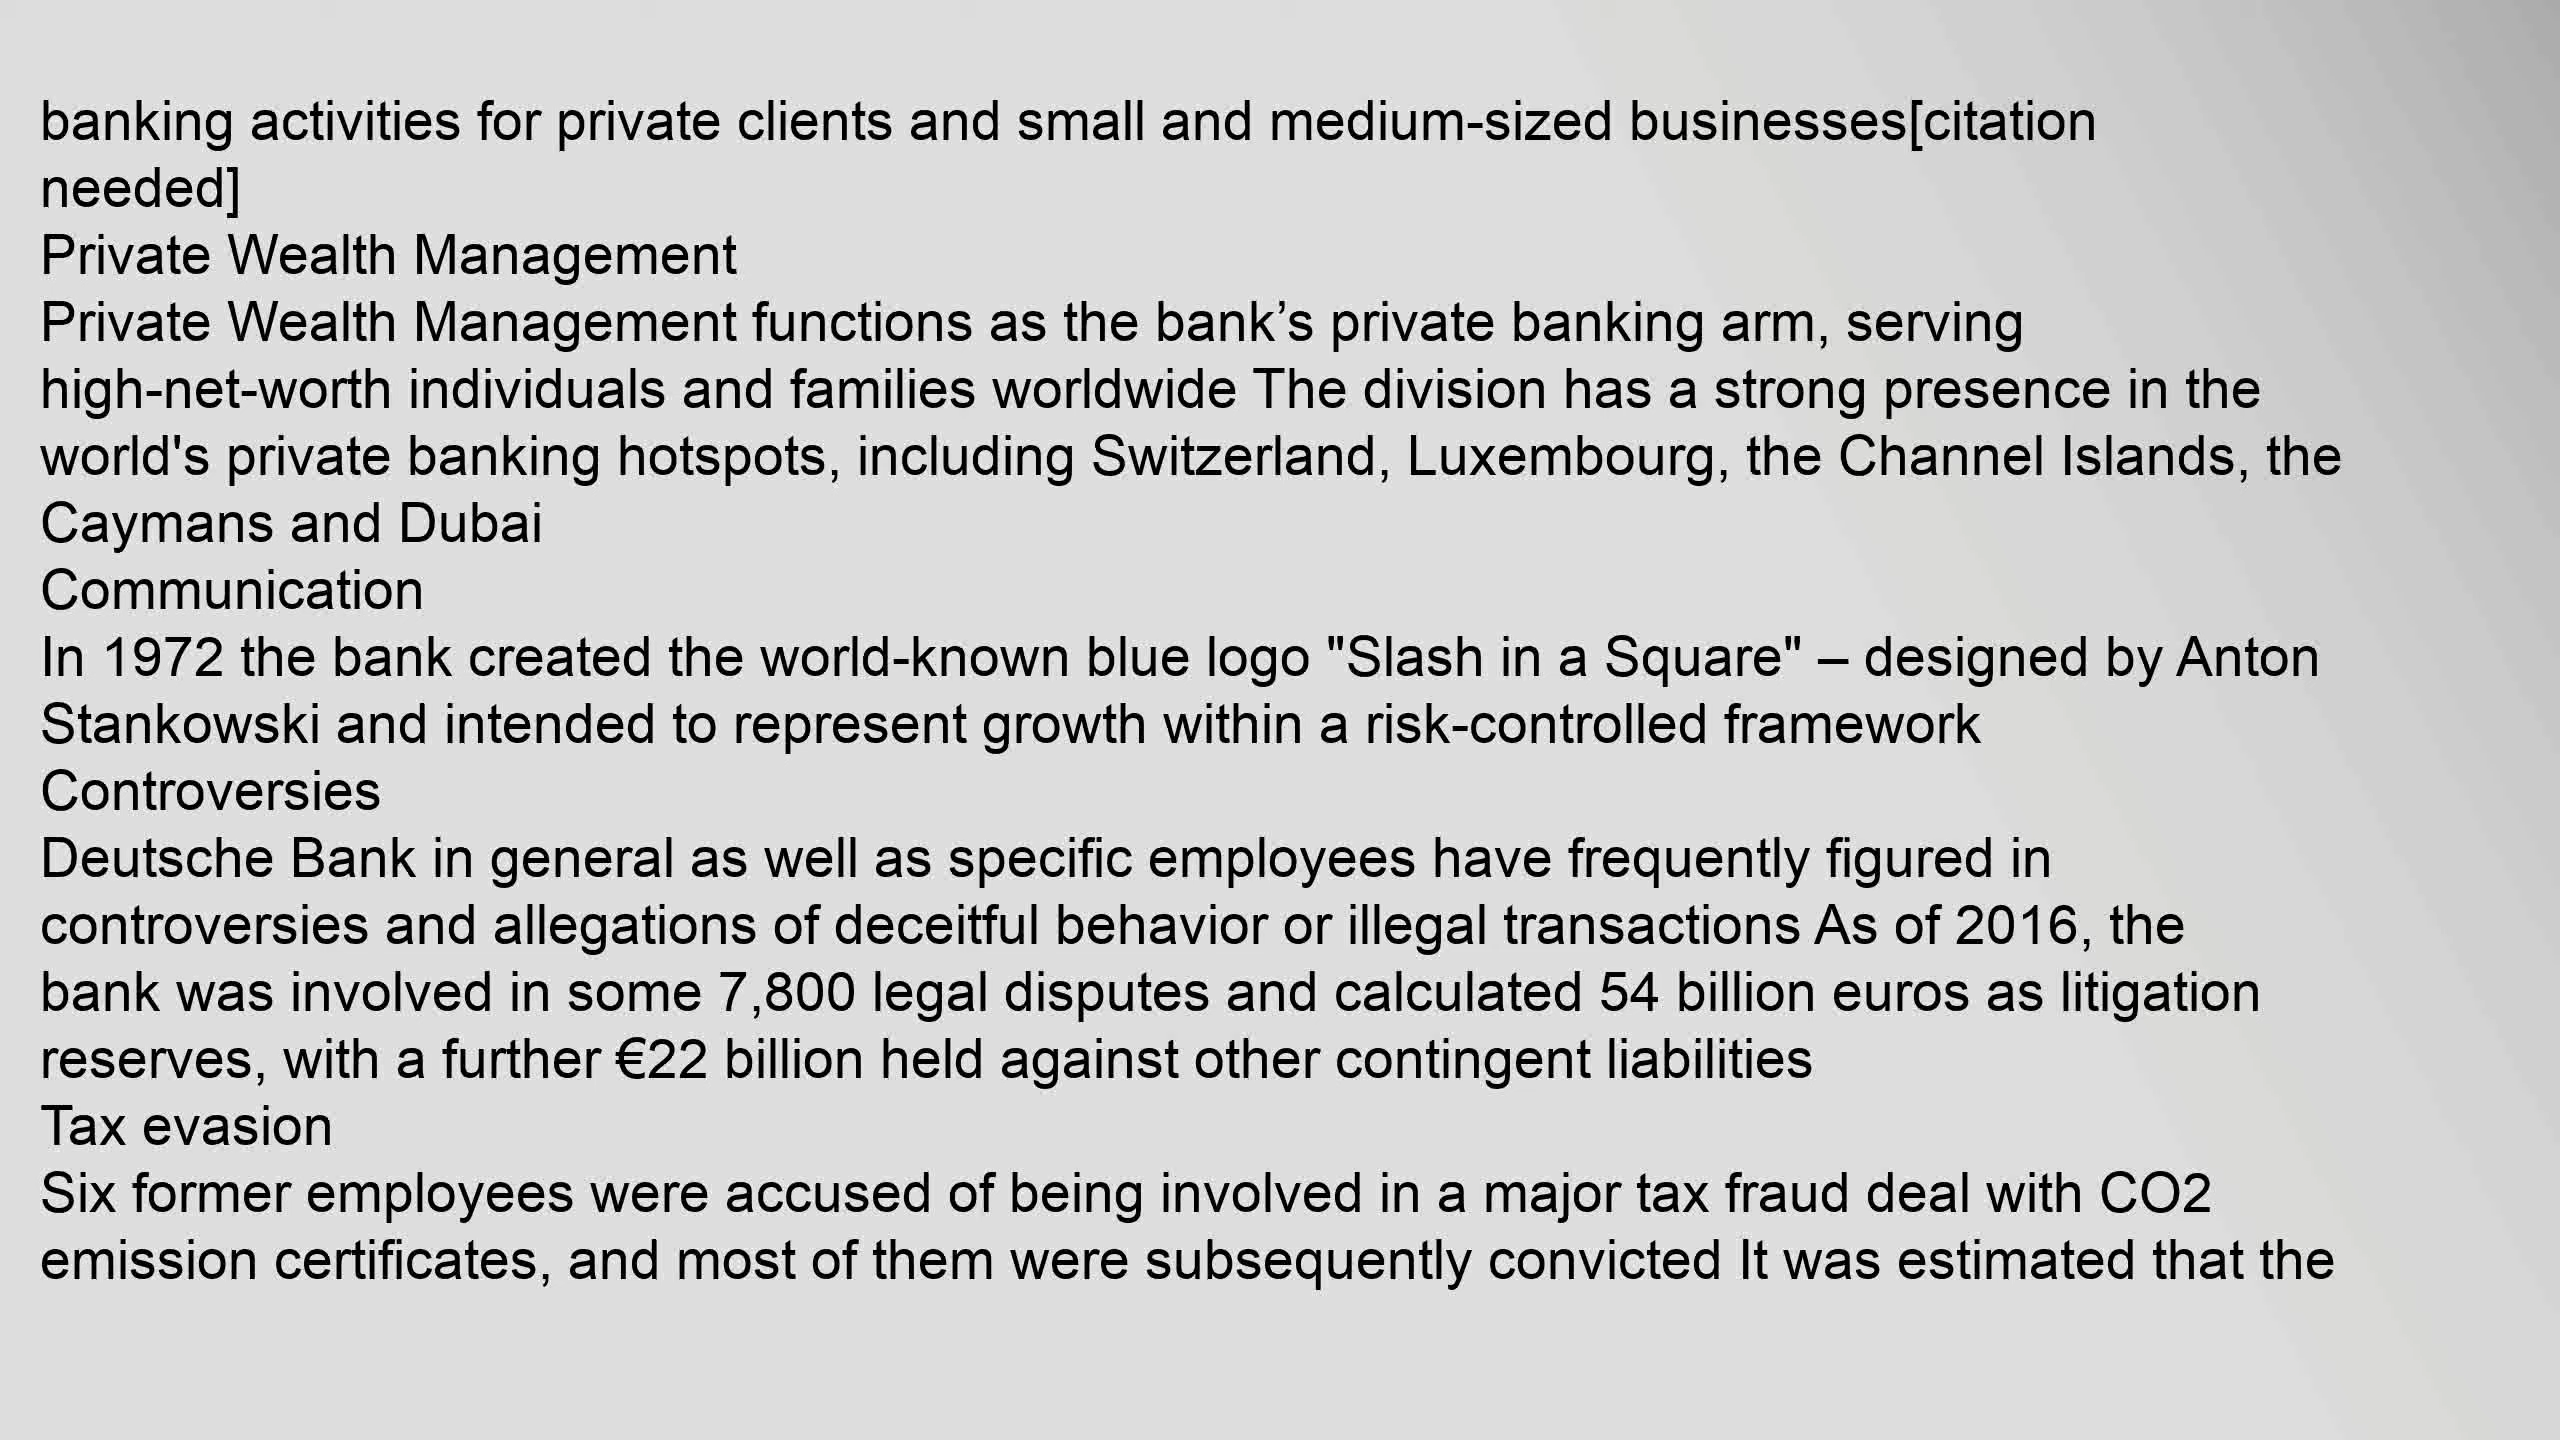 banking activities for private clients and small and medium-sized businesses[citation
needed]
Private Wealth Management
Private Wealth Management functions as the bank’s private banking arm, serving
high-net-worth individuals and families worldwide The division has a strong presence in the
world's private banking hotspots, including Switzerland, Luxembourg, the Channel Islands, the
Caymans and Dubai
Communication
In 1972 the bank created the world-known blue logo "Slash in a Square" – designed by Anton
Stankowski and intended to represent growth within a risk-controlled framework
Controversies
Deutsche Bank in general as well as specific employees have frequently figured in
controversies and allegations of deceitful behavior or illegal transactions As of 2016, the
bank was involved in some 7,800 legal disputes and calculated 54 billion euros as litigation
reserves, with a further €22 billion held against other contingent liabilities
Tax evasion
Six former employees were accused of being involved in a major tax fraud deal with CO2
emission certificates, and most of them were subsequently convicted It was estimated that the